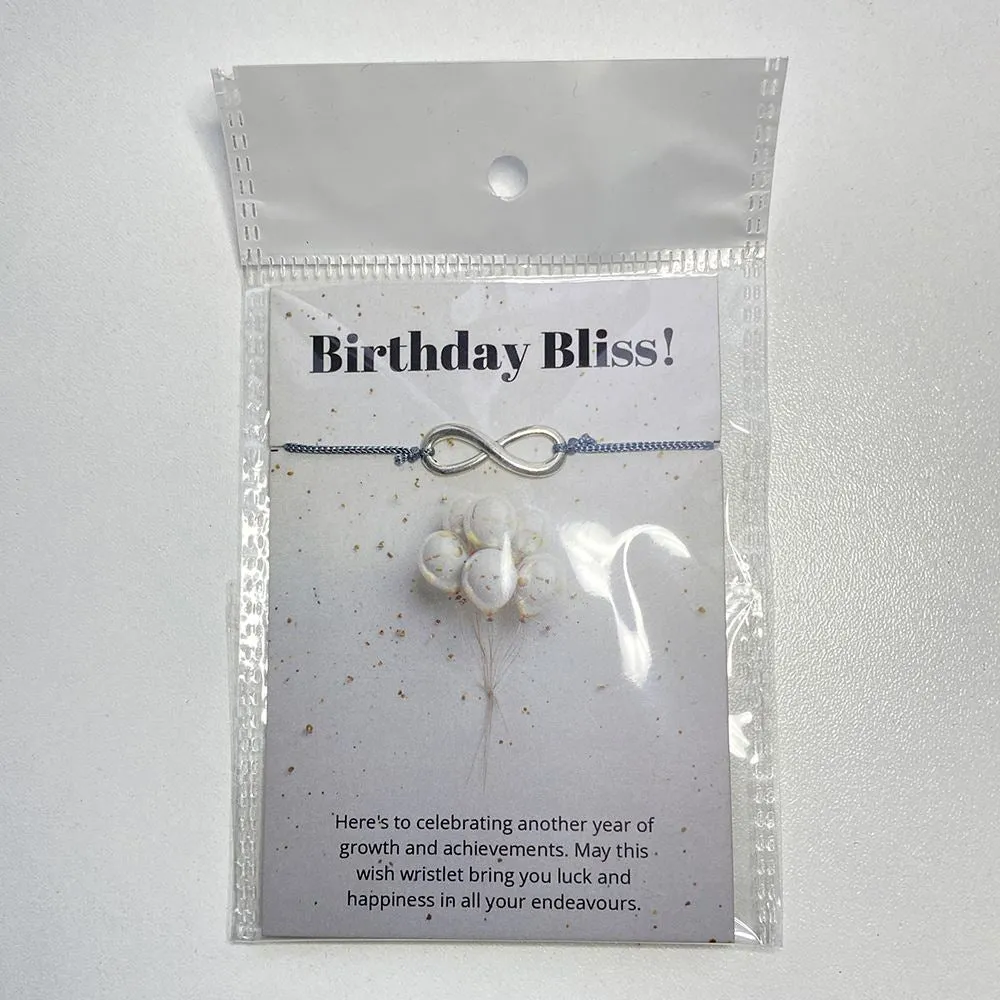 Birthday Bliss!
Here's to celebrating another year of
growth and achievements. May this
wish wristlet bring you luck and
happiness in all your endeavours.